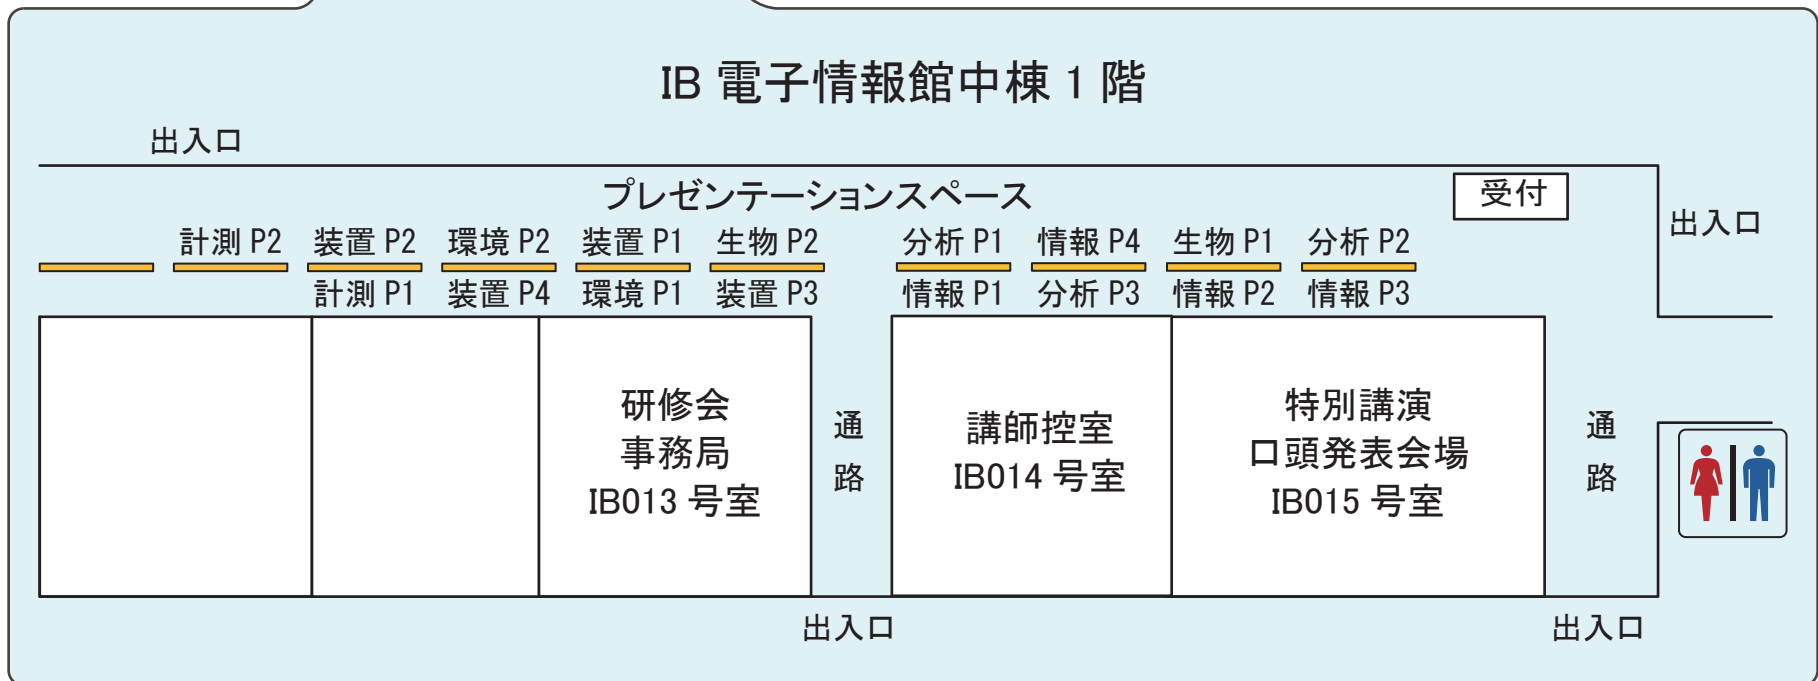 IB 電子情報館中棟 1 階
出入口
プレゼンテーションスペース
受付
出入口
計測 P2 装置 P2 環境 P2 装置 P1 生物 P2 分析 P1 情報 P4 生物 P1 分析 P2
計測 P1 装置 P4 環境 P1 装置 P3 情報 P1 分析 P3 情報 P2 情報 P3
研修会
事務局
IB013 号室
通
路
講師控室
IB014 号室
特別講演
口頭発表会場
IB015 号室
通
路
出入口
出入口